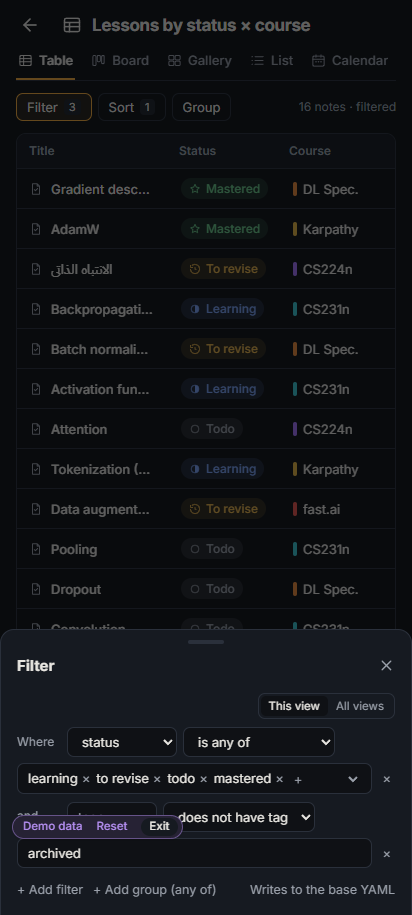 Lessons by status × course
Table Board Gallery List Calendar
Filter 3 Sort 1 Group 16 notes · filtered
Title Status Course
Gradient desc... Mastered DL Spec.
AdamW Mastered Karpathy
الانتباه الذاتي To revise CS224n
Backpropagati... Learning CS231n
Batch normali... To revise DL Spec.
Activation fun... Learning CS231n
Attention Todo CS224n
Tokenization (... Learning Karpathy
Data augment... To revise fast.ai
Pooling Todo CS231n
Dropout Todo DL Spec.
Convolution Todo CS231n
Filter
This view All views
Where status is any of
learning × to revise × todo × mastered × +
and does not have tag
Demo data Reset Exit
archived
+ Add filter + Add group (any of) Writes to the base YAML